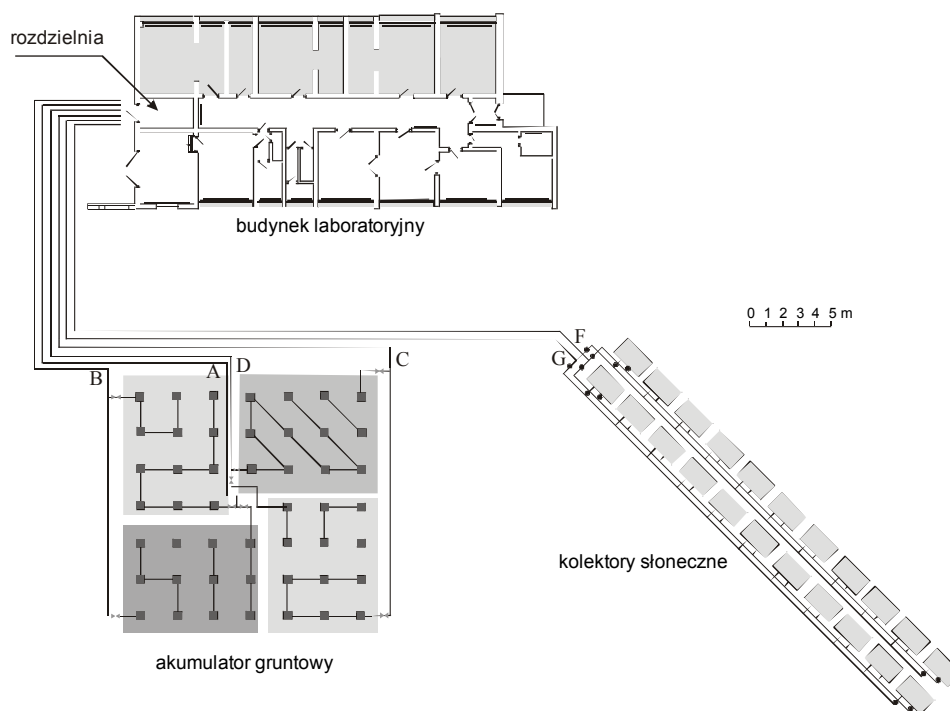 rozdzielnia
budynek laboratoryjny
0 1 2 3 4 5 m
F
G
C
D
A
B
kolektory słoneczne
akumulator gruntowy